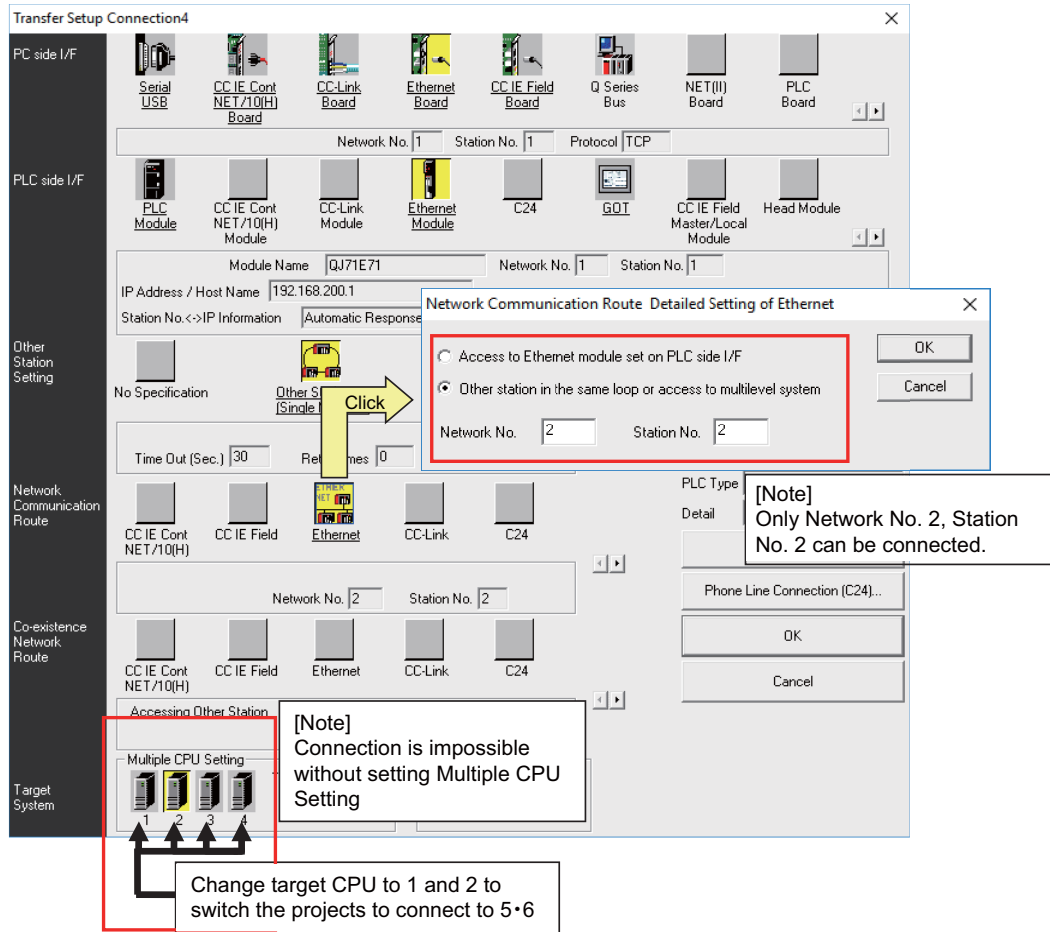 Transfer Setup Connection4
PC side I/F
Serial
USB
CC IE Cont
NET/10(H)
Board
CC-Link
Board
Ethernet
Board
CC IE Field
Board
Q Series
Bus
NET(II)
Board
PLC
Board
Network No. 1 Station No. 1 Protocol TCP
PLC side I/F
PLC
Module
CC IE Cont
NET/10(H)
Module
CC-Link
Module
Ethernet
Module
C24
GOT
CC IE Field
Master/Local
Module
Head Module
Module Name QJ71E71 Network No. 1 Station No. 1
IP Address / Host Name 192.168.200.1
Station No.<->IP Information Automatic Response
Network Communication Route Detailed Setting of Ethernet
Access to Ethernet module set on PLC side I/F
Other station in the same loop or access to multilevel system
Network No. 2 Station No. 2
OK
Cancel
Other
Station
Setting
No Specification
Other
(Single
Click
Time Out (Sec.) 30 0
[Note]
Only Network No. 2, Station
No. 2 can be connected.
PLC Type
Detail
Network
Communication
Route
CC IE Cont
NET/10(H)
CC IE Field
ETHER
NET
Ethernet
CC-Link
C24
Network No. 2 Station No. 2
Phone Line Connection (C24)...
OK
Cancel
Co-existence
Network
Route
CC IE Cont
NET/10(H)
CC IE Field
Ethernet
CC-Link
C24
Accessing Other Station
[Note]
Connection is impossible
without setting Multiple CPU
Setting
Target
System
Multiple CPU Setting
1 2 3 4
Change target CPU to 1 and 2 to
switch the projects to connect to 5・6